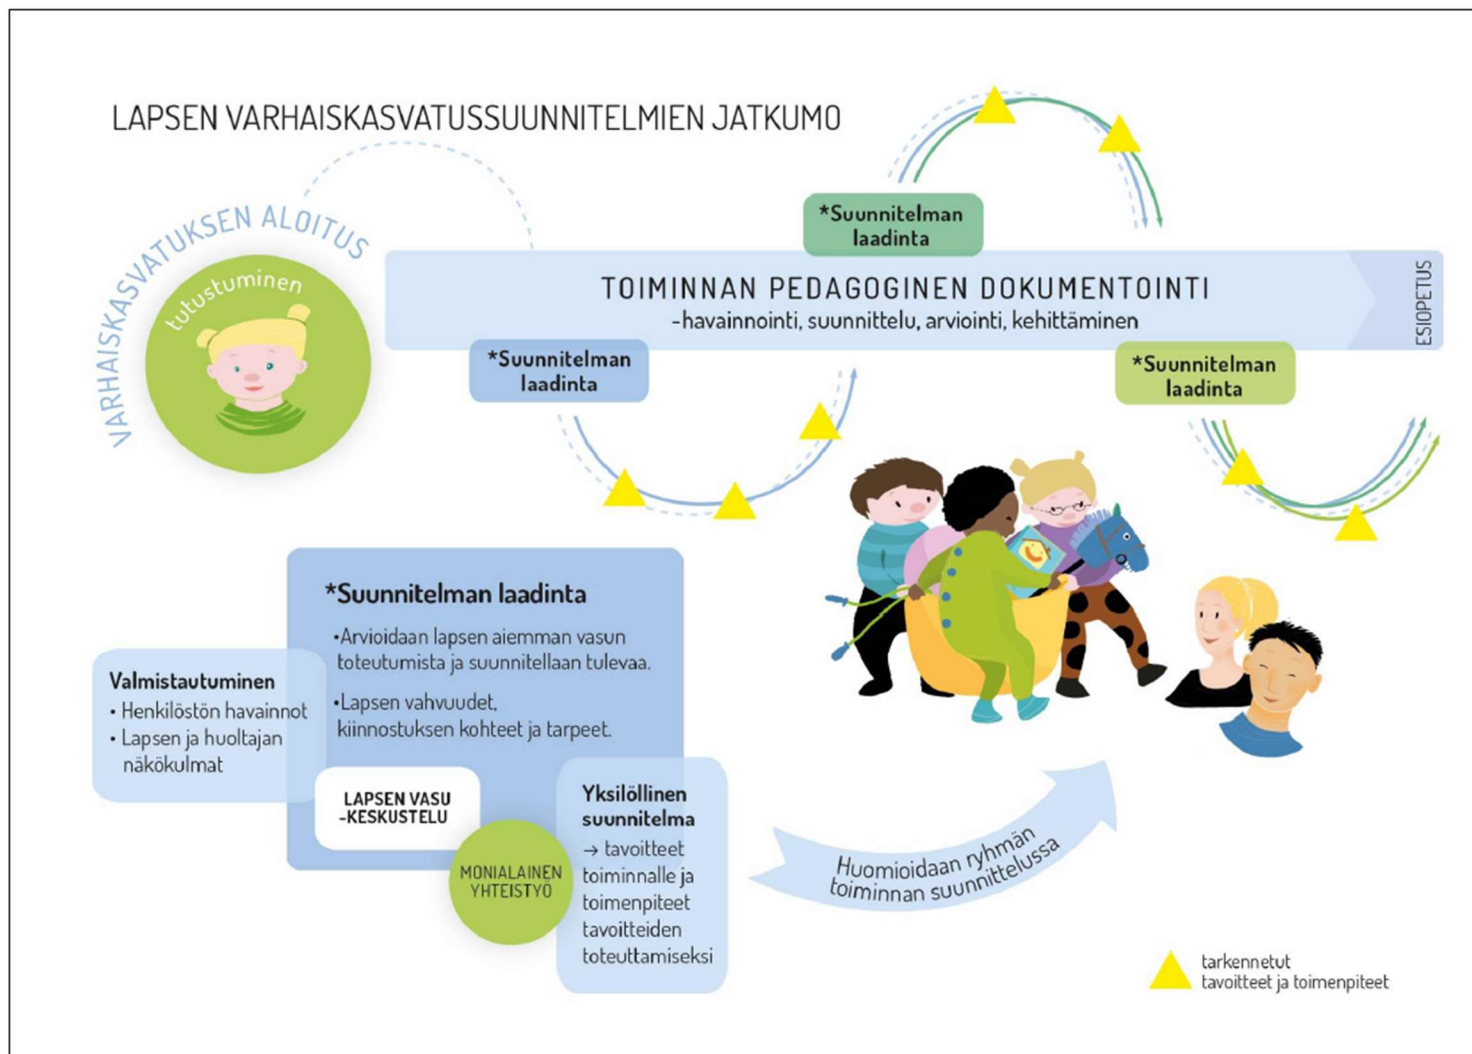 LAPSEN VARHAISKASVATUSSUUNNITELMIEN JATKUMO
VARHAISKASVATUKSEN ALOITUS
tutustuminen
*Suunnitelman
laadinta
TOIMINNAN PEDAGOGINEN DOKUMENTOINTI
-havainnointi, suunnittelu, arviointi, kehittäminen
ESIOPETUS
*Suunnitelman
laadinta
*Suunnitelman
laadinta
*Suunnitelman laadinta
•Arvioidaan lapsen aiemman vasun
toteutumista ja suunnitellaan tulevaa.
•Lapsen vahvuudet,
kiinnostuksen kohteet ja tarpeet.
Valmistautuminen
• Henkilöstön havainnot
• Lapsen ja huoltajan
näkökulmat
LAPSEN VASU
-KESKUSTELU
MONIALAINEN
YHTEISTYÖ
Yksilöllinen
suunnitelma
→ tavoitteet
toiminnalle ja
toimenpiteet
tavoitteiden
toteuttamiseksi
Huomioidaan ryhmän
toiminnan suunnittelussa
tarkennetut
tavoitteet ja toimenpiteet